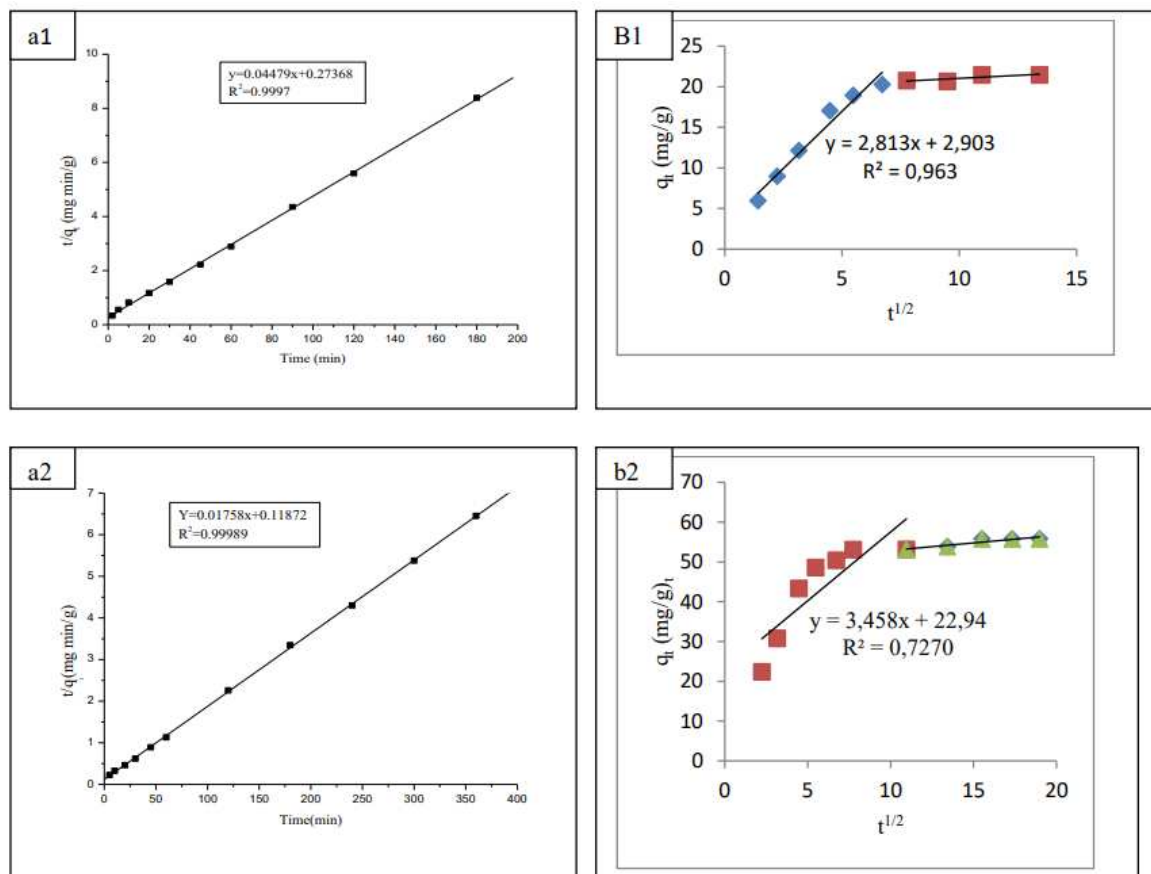 a1
y=0.04479x+0.27368
R²=0.9997
t/q (mg min/g)
10
8
6
4
2
0
0 20 40 60 80 100 120 140 160 180 200
Time (min)
B1
qt (mg/g)
25
20
15
10
5
0
y = 2,813x + 2,903
R² = 0,963
0 5 10 15
t1/2
a2
Y=0.01758x+0.11872
R²=0.99989
t/q(mg min/g)
7
6
5
4
3
2
1
0
0 50 100 150 200 250 300 350 400
Time(min)
b2
qt (mg/g)t
70
60
50
40
30
20
10
0
y = 3,458x + 22,94
R² = 0,7270
0 5 10 15 20
t1/2